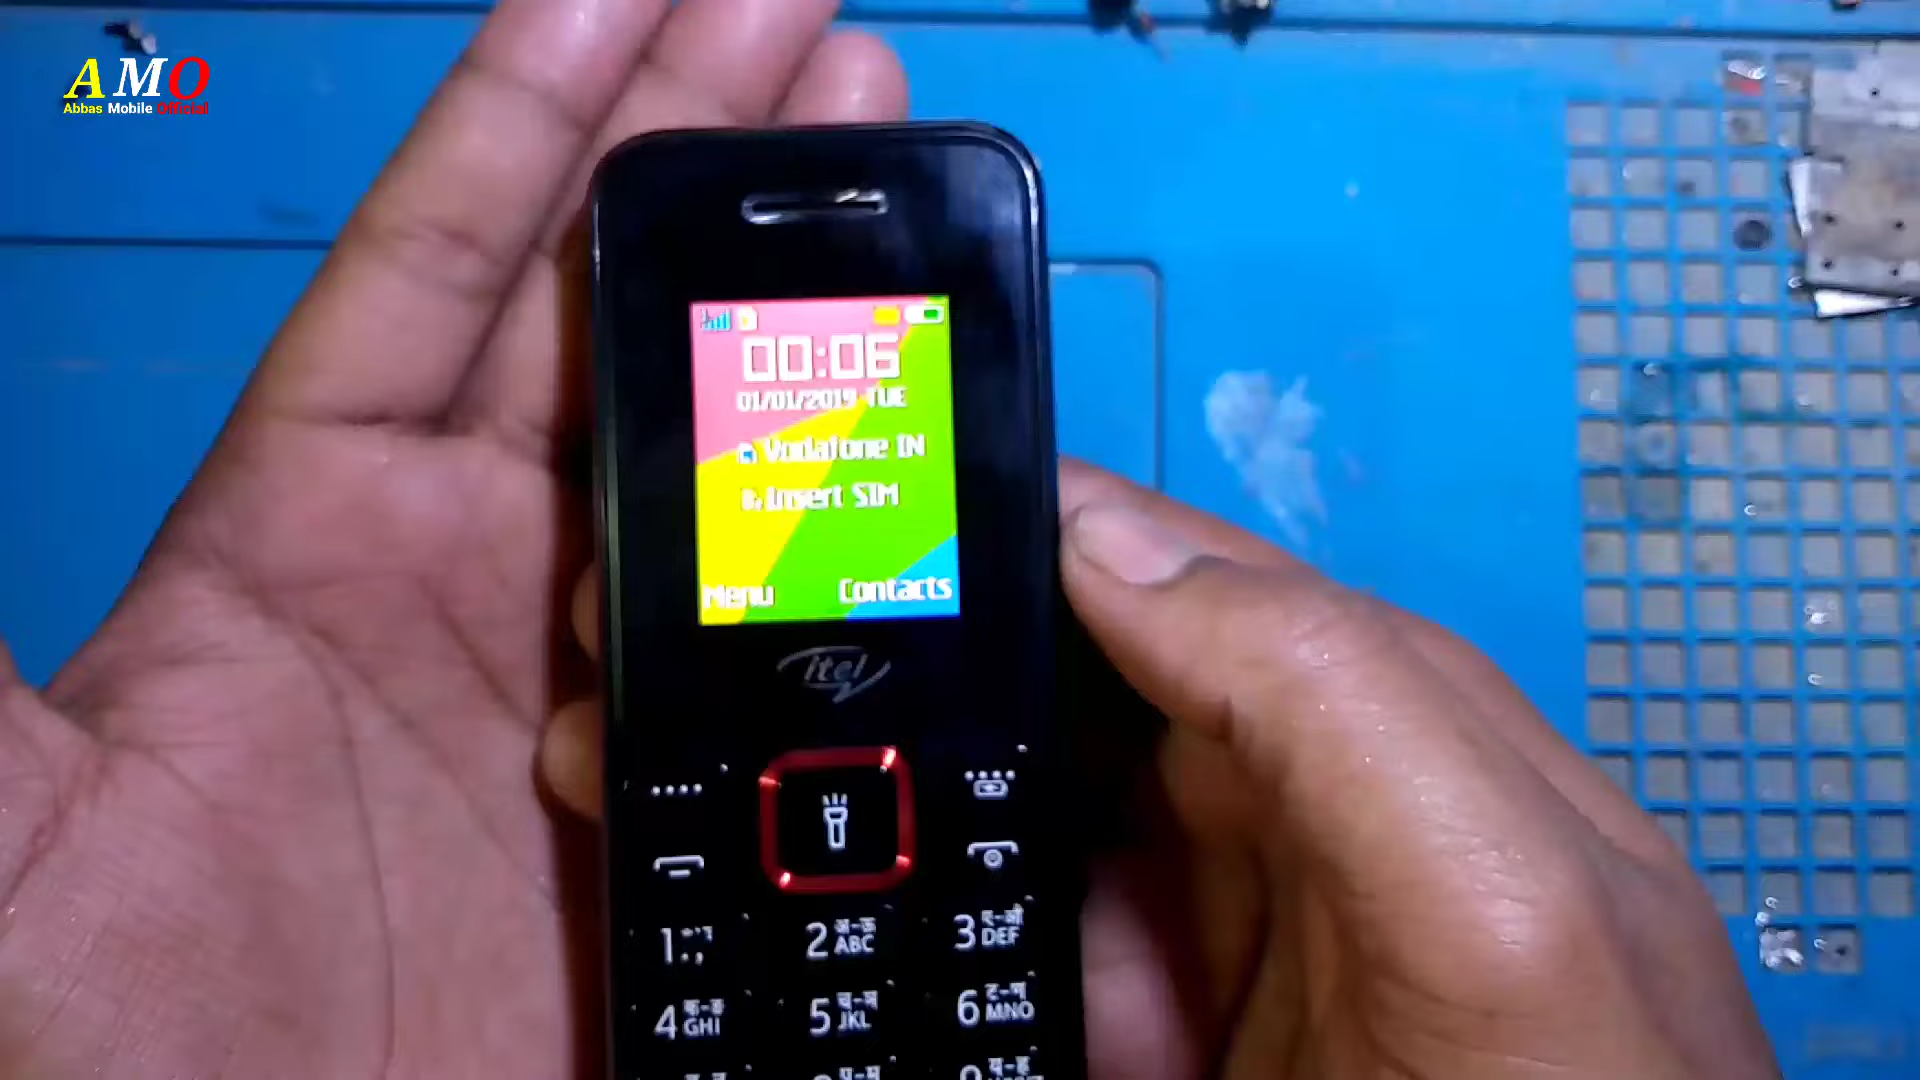 AMO
Abbas Mobile Official
00:06
01/01/2019 TUE
Vodafone IN
Insert SIM
Menu
Contacts
itel
1
2 अ-ऊ ABC
3 ए-औ DEF
4 क-ङ GHI
5 च-ञ JKL
6 ट-ण MNO